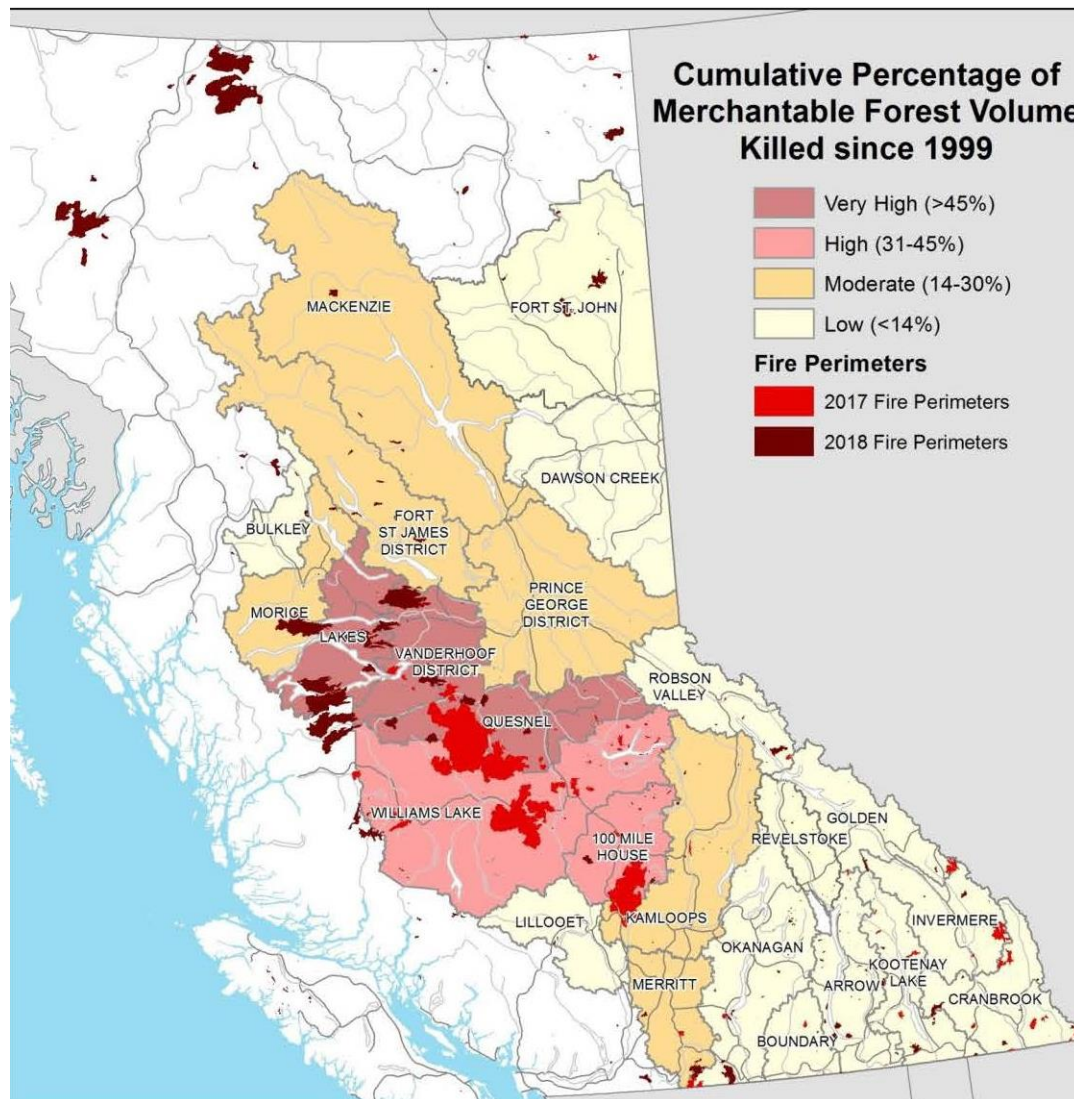 Cumulative Percentage of
Merchantable Forest Volume
Killed since 1999
Very High (>45%)
High (31-45%)
Moderate (14-30%)
Low (<14%)
Fire Perimeters
2017 Fire Perimeters
2018 Fire Perimeters
MACKENZIE
FORT ST. JOHN
DAWSON CREEK
BULKLEY
FORT
ST JAMES
DISTRICT
PRINCE
GEORGE
DISTRICT
MORICE
LAKES
VANDERHOOF
DISTRICT
ROBSON
VALLEY
QUESNEL
WILLIAMS LAKE
100 MILE
HOUSE
GOLDEN
REVELSTOKE
LILLOOET
KAMLOOPS
INVERMERE
OKANAGAN
KOOTENAY
LAKE
MERRITT
ARROW
CRANBROOK
BOUNDARY